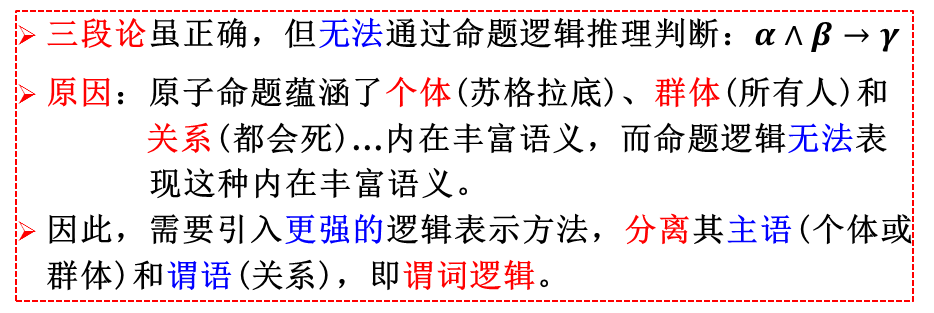 ➢ 三段论虽正确，但无法通过命题逻辑推理判断：α ∧ β → γ
➢ 原因：原子命题蕴涵了个体(苏格拉底)、群体(所有人)和
关系(都会死)…内在丰富语义，而命题逻辑无法表
现这种内在丰富语义。
➢ 因此，需要引入更强的逻辑表示方法，分离其主语(个体或
群体)和谓语(关系)，即谓词逻辑。